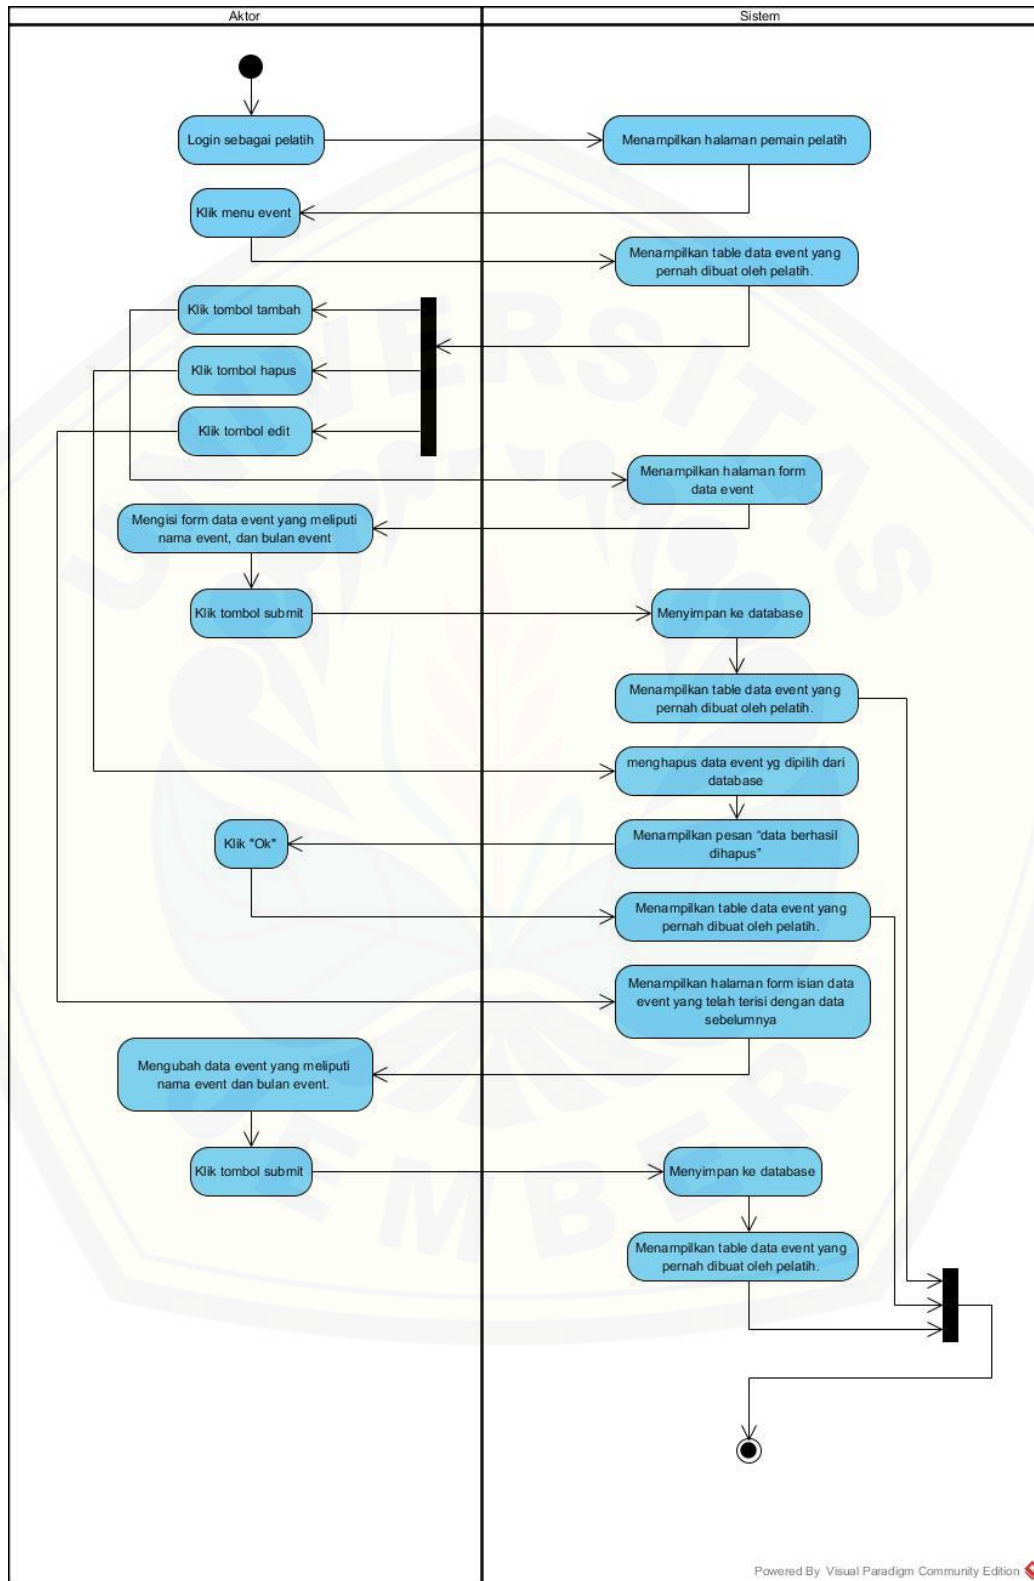 Aktor
Sistem
Login sebagai pelatih
Menampilkan halaman pemain pelatih
Klik menu event
Menampilkan table data event yang
pernah dibuat oleh pelatih.
Klik tombol tambah
Klik tombol hapus
Klik tombol edit
Menampilkan halaman form
data event
Mengisi form data event yang meliputi
nama event, dan bulan event
Klik tombol submit
Menyimpan ke database
Menampilkan table data event yang
pernah dibuat oleh pelatih.
menghapus data event yg dipilih dari
database
Menampilkan pesan “data berhasil
dihapus”
Klik "Ok"
Menampilkan table data event yang
pernah dibuat oleh pelatih.
Menampilkan halaman form isian data
event yang telah terisi dengan data
sebelumnya
Mengubah data event yang meliputi
nama event dan bulan event.
Klik tombol submit
Menyimpan ke database
Menampilkan table data event yang
pernah dibuat oleh pelatih.
UNIVERSITAS
JEMBER
Powered By Visual Paradigm Community Edition